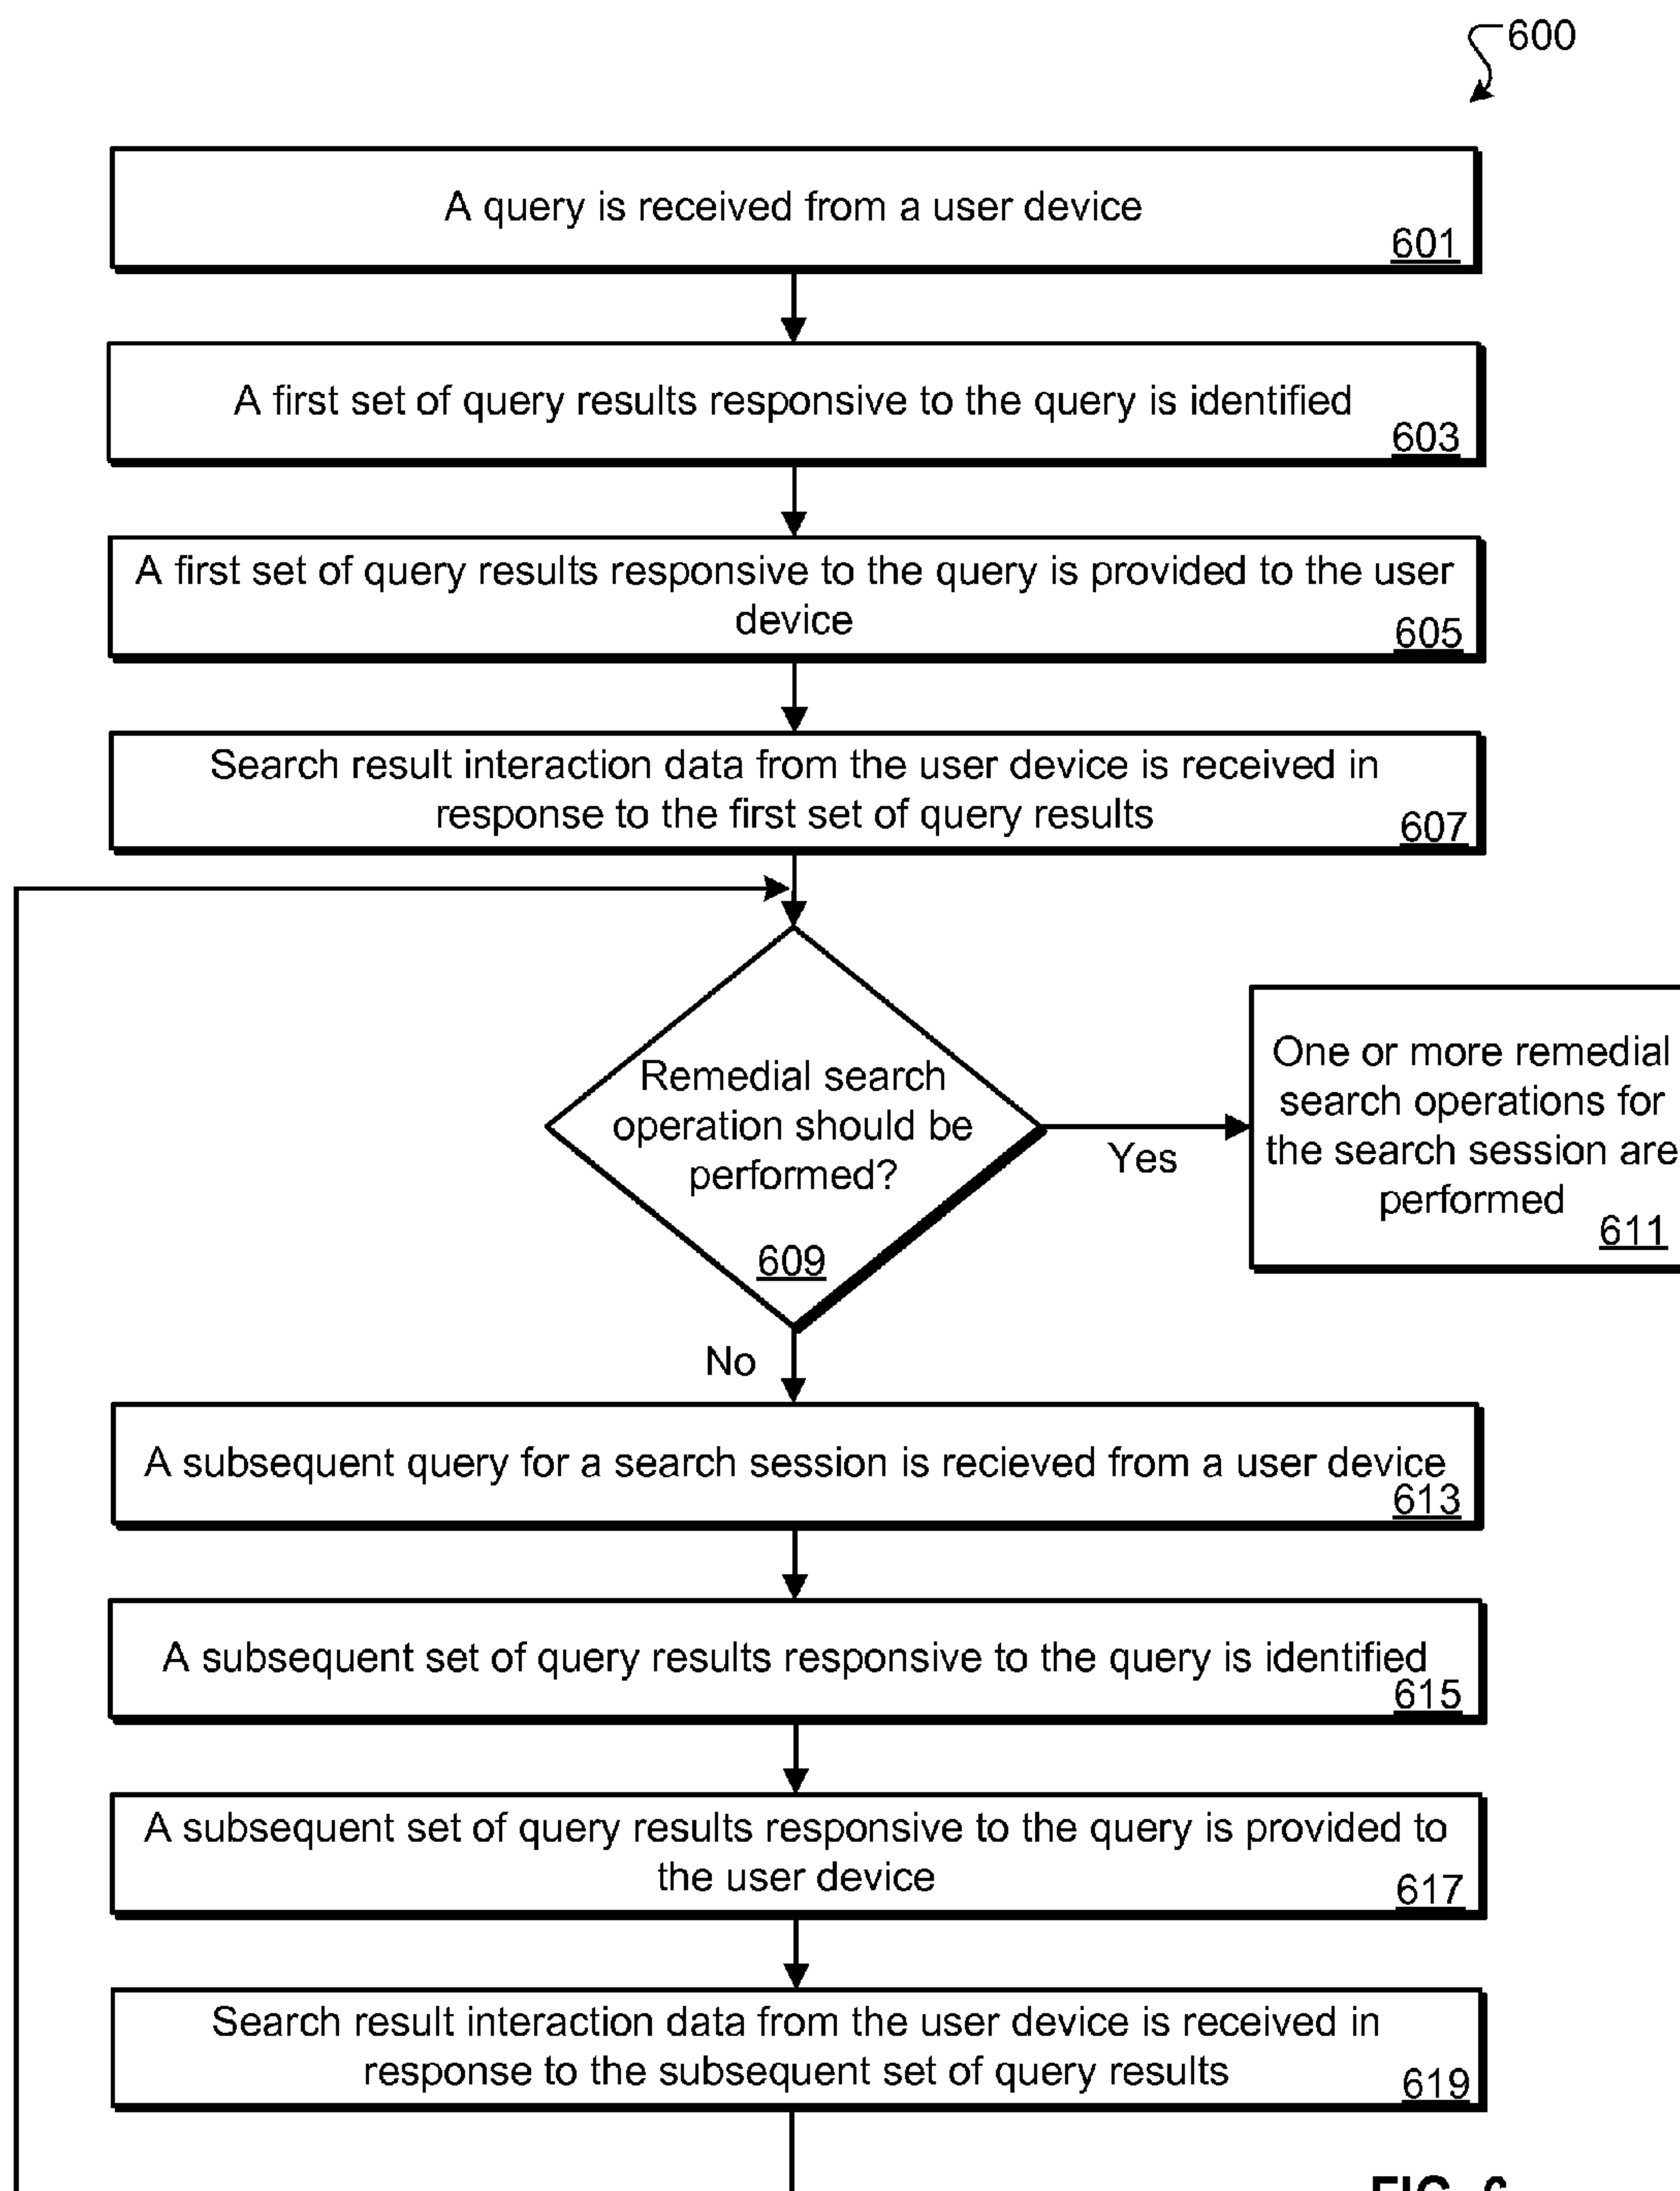 600
A query is received from a user device
601
A first set of query results responsive to the query is identified
603
A first set of query results responsive to the query is provided to the user
device
605
Search result interaction data from the user device is received in
response to the first set of query results
607
Remedial search
operation should be
performed?
609
Yes
One or more remedial
search operations for
the search session are
performed
611
No
A subsequent query for a search session is recieved from a user device
613
A subsequent set of query results responsive to the query is identified
615
A subsequent set of query results responsive to the query is provided to
the user device
617
Search result interaction data from the user device is received in
response to the subsequent set of query results
619
FIG. 6